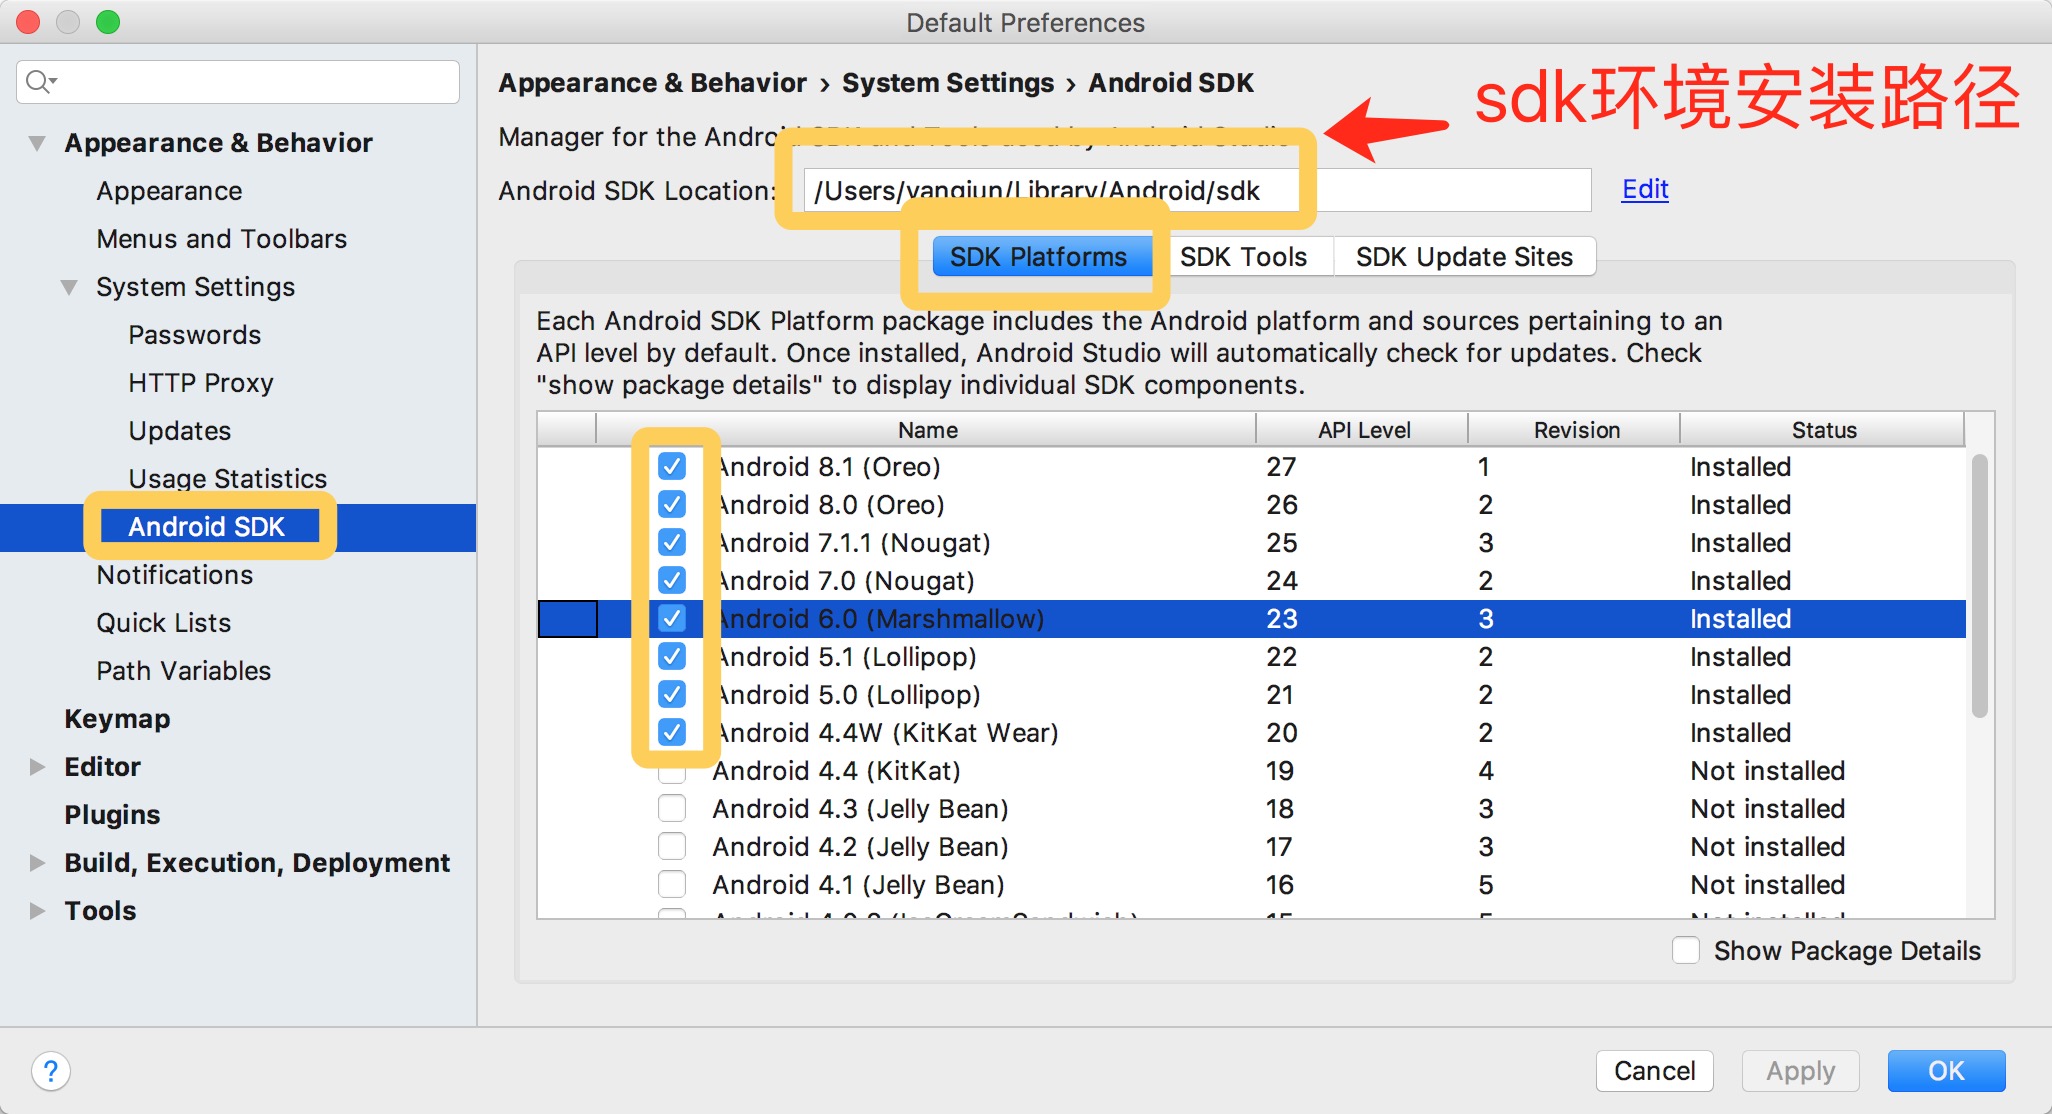 Default Preferences
Appearance & Behavior
Appearance
Menus and Toolbars
System Settings
Passwords
HTTP Proxy
Updates
Usage Statistics
Android SDK
Notifications
Quick Lists
Path Variables
Keymap
Editor
Plugins
Build, Execution, Deployment
Tools
Appearance & Behavior › System Settings › Android SDK
sdk环境安装路径
Manager for the Android SDK and Tools used by Android Studio
Android SDK Location: /Users/yangjun/Library/Android/sdk Edit
SDK Platforms SDK Tools SDK Update Sites
Each Android SDK Platform package includes the Android platform and sources pertaining to an
API level by default. Once installed, Android Studio will automatically check for updates. Check
"show package details" to display individual SDK components.
Name API Level Revision Status
Android 8.1 (Oreo) 27 1 Installed
Android 8.0 (Oreo) 26 2 Installed
Android 7.1.1 (Nougat) 25 3 Installed
Android 7.0 (Nougat) 24 2 Installed
Android 6.0 (Marshmallow) 23 3 Installed
Android 5.1 (Lollipop) 22 2 Installed
Android 5.0 (Lollipop) 21 2 Installed
Android 4.4W (KitKat Wear) 20 2 Installed
Android 4.4 (KitKat) 19 4 Not installed
Android 4.3 (Jelly Bean) 18 3 Not installed
Android 4.2 (Jelly Bean) 17 3 Not installed
Android 4.1 (Jelly Bean) 16 5 Not installed
Show Package Details
? Cancel Apply OK